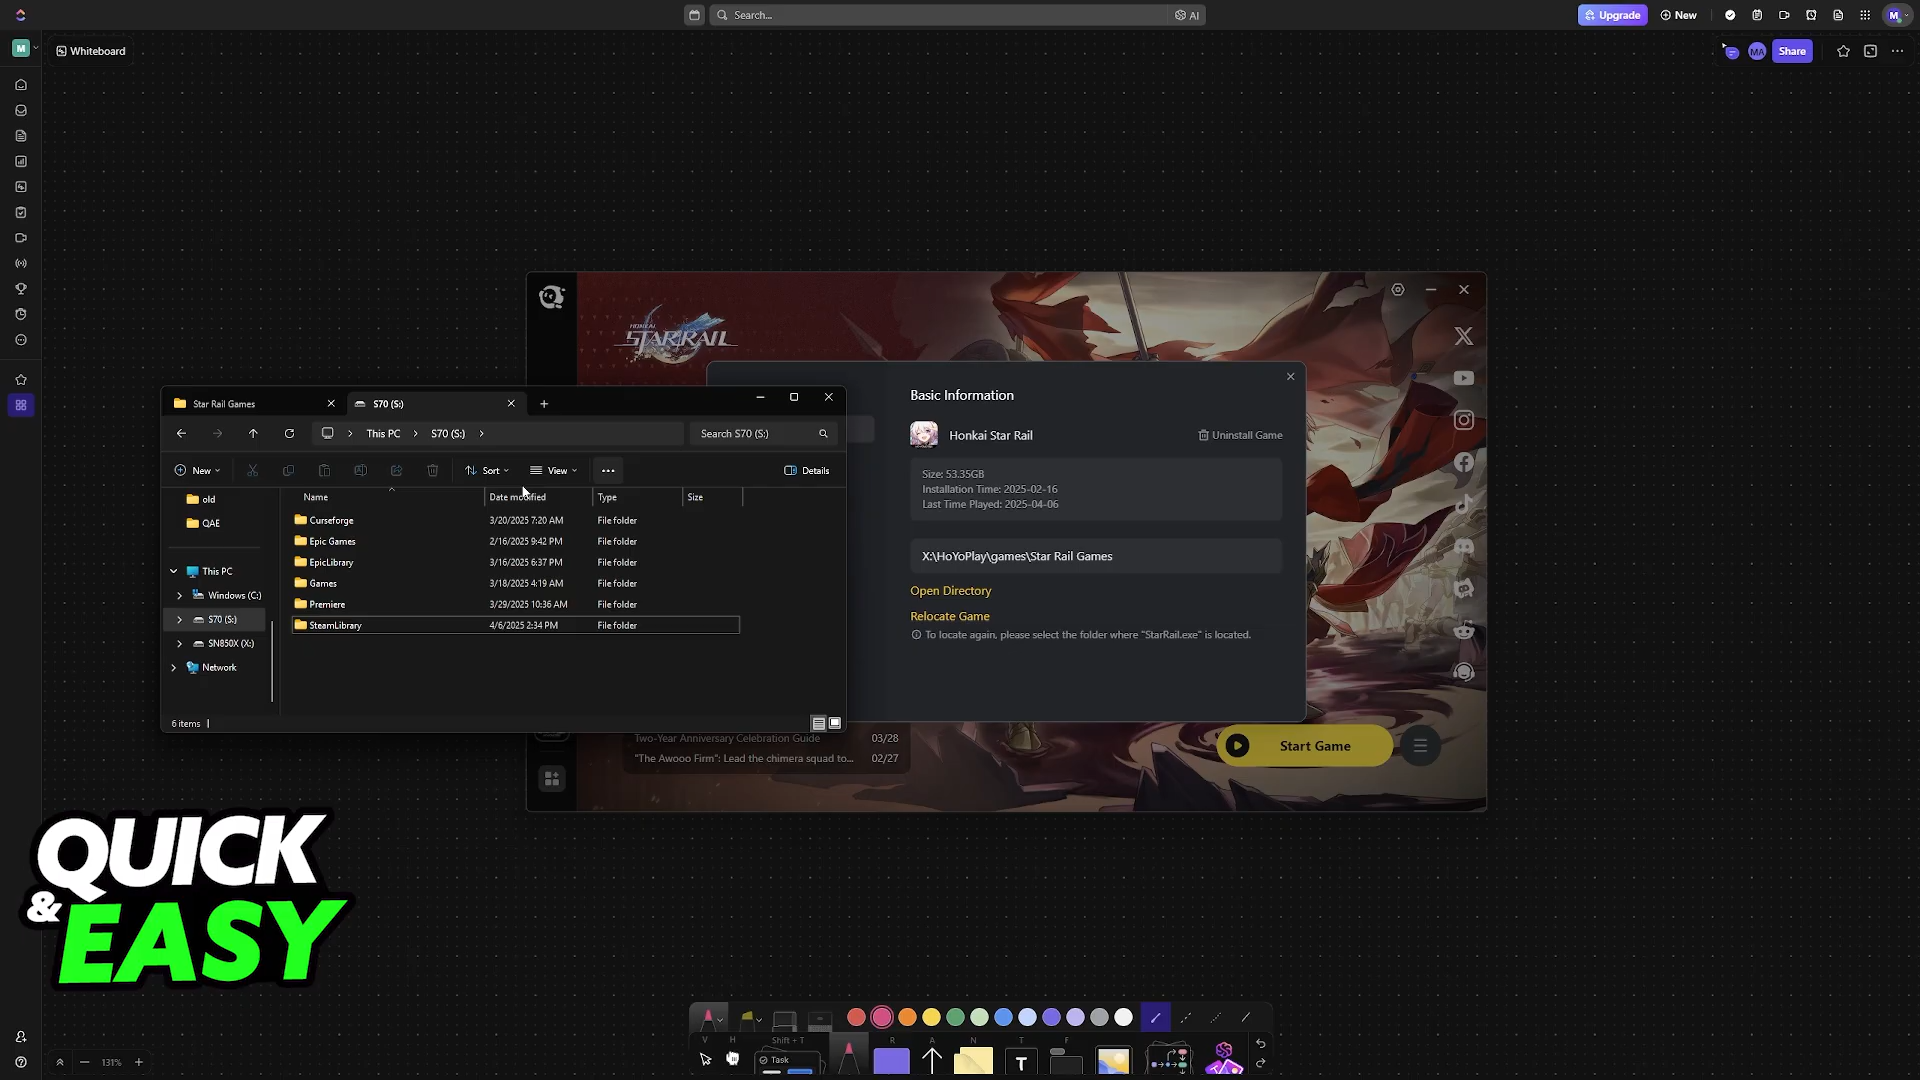 Search...
AI
Upgrade
New
M
M
Whiteboard
MA
Share
HONKAI
STAR RAIL
Star Rail Games
S70 (S:)
This PC
S70 (S:)
Search S70 (S:)
New
Sort
View
Details
Name
Date modified
Type
Size
old
QAE
This PC
Windows (C:)
S70 (S:)
SN850X (X:)
Network
Curseforge
3/20/2025 7:20 AM
File folder
Epic Games
2/16/2025 9:42 PM
File folder
EpicLibrary
3/16/2025 6:37 PM
File folder
Games
3/18/2025 4:19 AM
File folder
Premiere
3/29/2025 10:36 AM
File folder
SteamLibrary
4/6/2025 2:34 PM
File folder
6 items
Basic Information
Honkai Star Rail
Uninstall Game
Size: 53.35GB
Installation Time: 2025-02-16
Last Time Played: 2025-04-06
X:\HoYoPlay\games\Star Rail Games
Open Directory
Relocate Game
To locate again, please select the folder where "StarRail.exe" is located.
Two-Year Anniversary Celebration Guide
03/28
"The Awooo Firm": Lead the chimera squad to...
02/27
Start Game
QUICK
& EASY
131%
V
H
Shift + T
R
A
N
T
F
Task
T